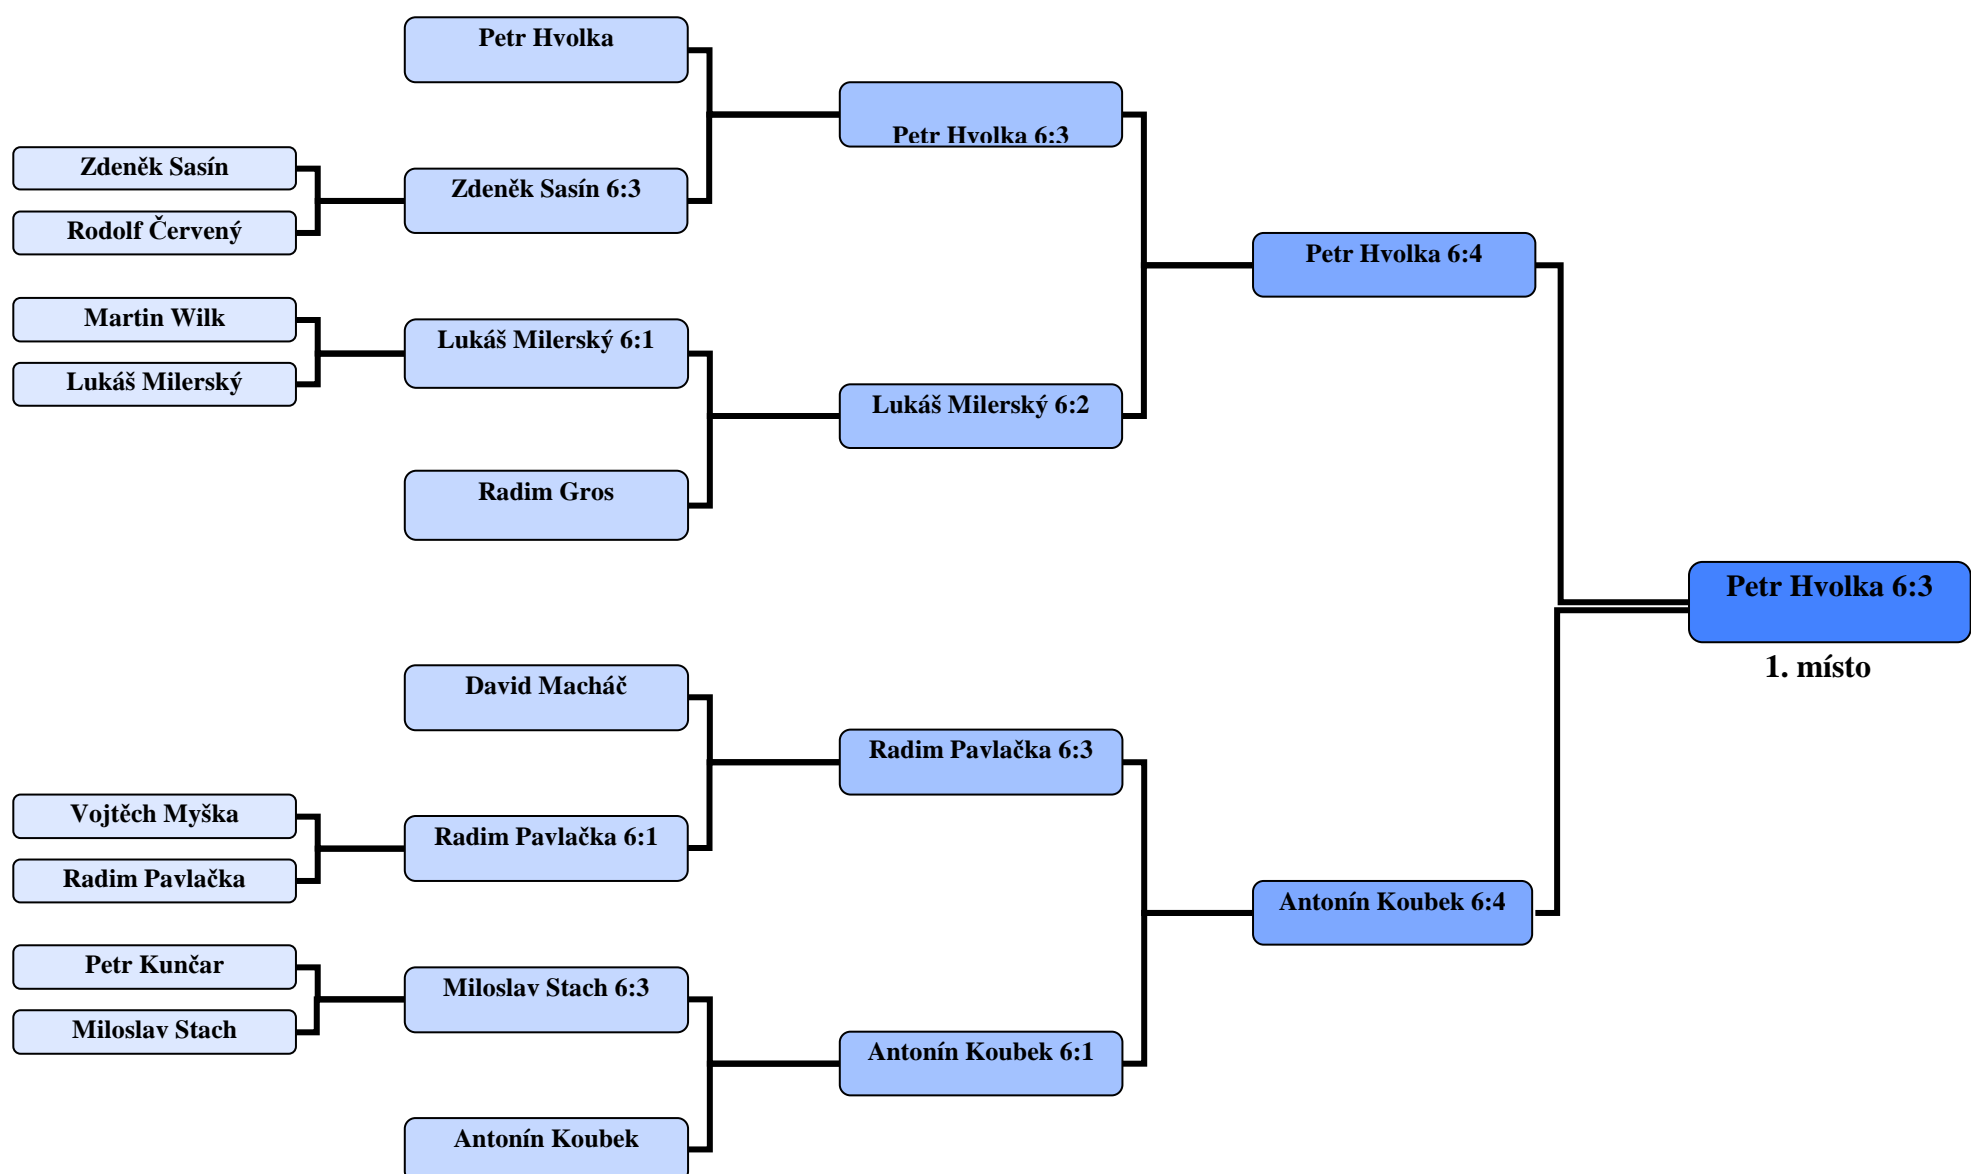 Petr Hvolka
Petr Hvolka 6:3
Zdeněk Sasín
Zdeněk Sasín 6:3
Rodolf Červený
Petr Hvolka 6:4
Martin Wilk
Lukáš Milerský 6:1
Lukáš Milerský
Lukáš Milerský 6:2
Radim Gros
Petr Hvolka 6:3
1. místo
David Macháč
Radim Pavlačka 6:3
Vojtěch Myška
Radim Pavlačka 6:1
Radim Pavlačka
Antonín Koubek 6:4
Petr Kunčar
Miloslav Stach 6:3
Miloslav Stach
Antonín Koubek 6:1
Antonín Koubek